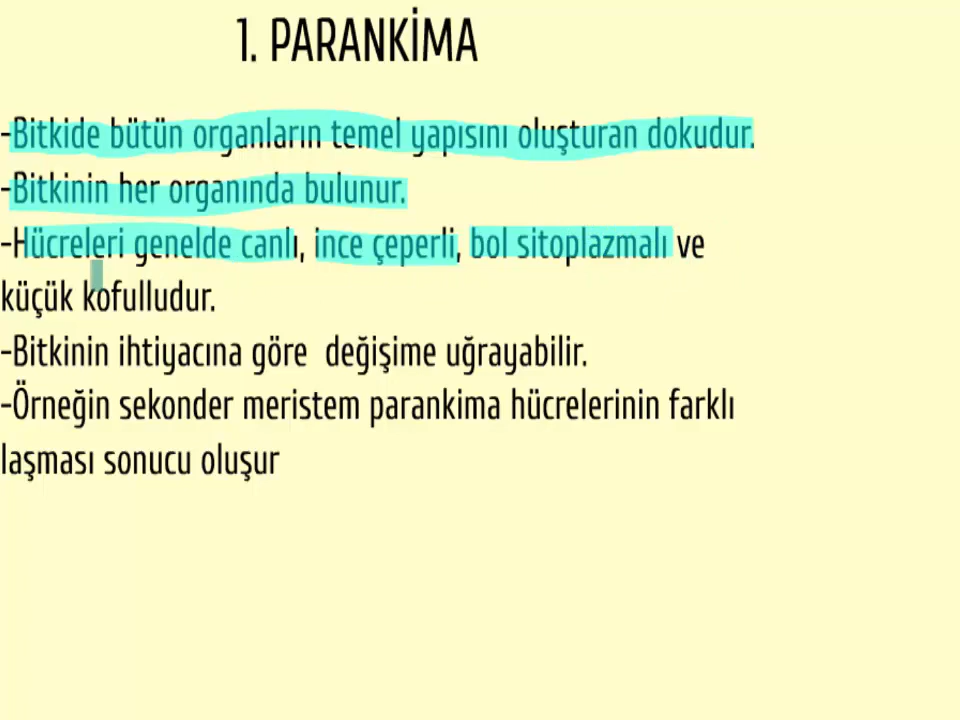 1. PARANKİMA
-Bitkide bütün organların temel yapısını oluşturan dokudur.
-Bitkinin her organında bulunur.
-Hücreleri genelde canlı, ince çeperli, bol sitoplazmalı ve
küçük kofulludur.
-Bitkinin ihtiyacına göre  değişime uğrayabilir.
-Örneğin sekonder meristem parankima hücrelerinin farklı
laşması sonucu oluşur